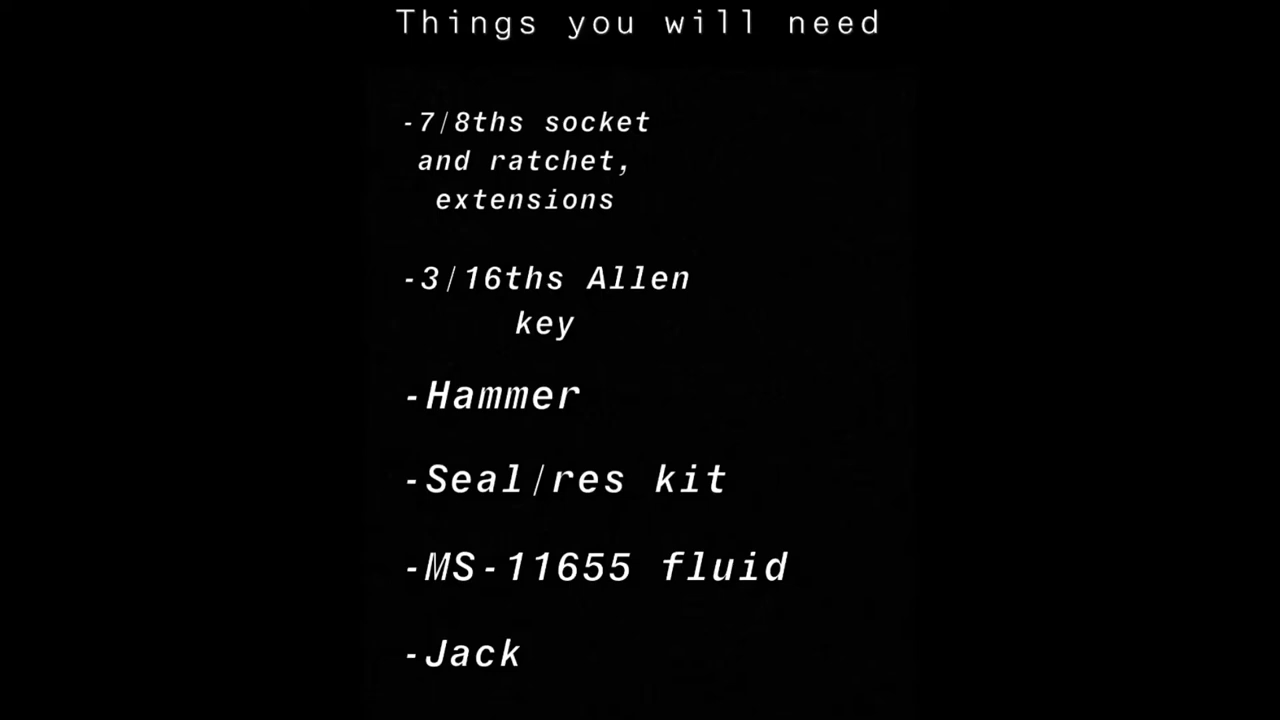 Things you will need
-7/8ths socket
and ratchet,
extensions
-3/16ths Allen
key
-Hammer
-Seal/res kit
-MS-11655 fluid
-Jack